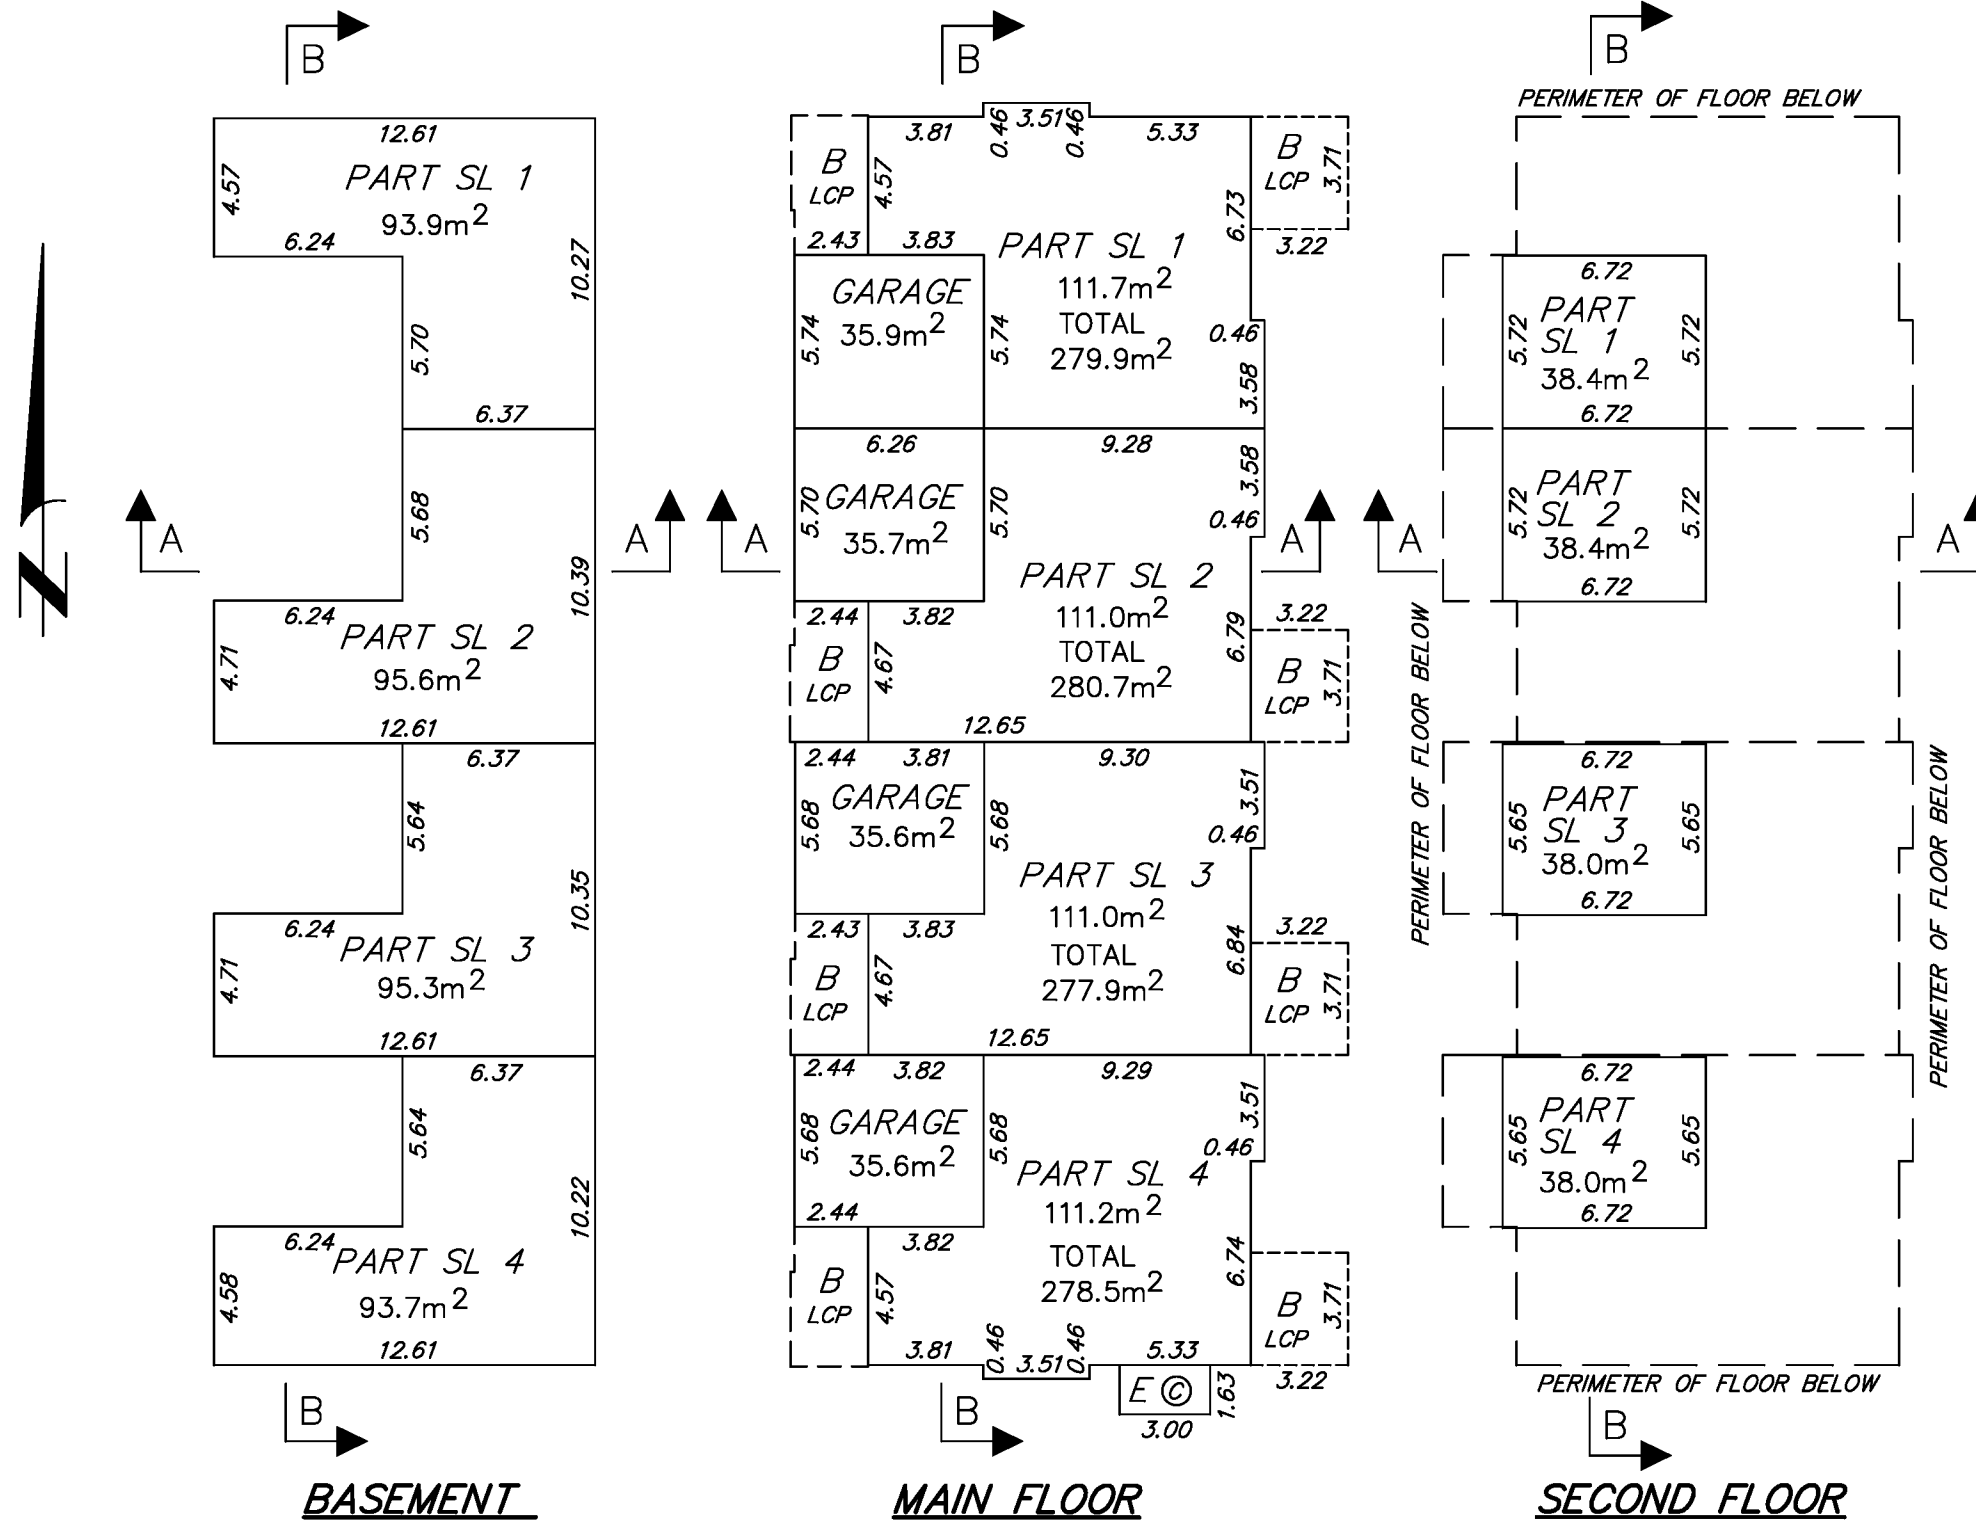 B
12.61
PART SL 1
93.9m²
4.57
6.24
10.27
5.70
6.37
5.68
A
A
10.39
6.24
PART SL 2
95.6m²
4.71
12.61
6.37
5.64
10.35
6.24
PART SL 3
95.3m²
4.71
12.61
6.37
5.64
10.22
6.24
PART SL 4
93.7m²
4.58
12.61
B
BASEMENT
N
B
3.81
0.46
3.51
0.46
5.33
B
LCP
4.57
B
LCP
3.71
6.73
2.43
3.83
PART SL 1
3.22
111.7m²
TOTAL
279.9m²
GARAGE
35.9m²
5.74
5.74
0.46
3.58
6.26
9.28
3.58
GARAGE
35.7m²
5.70
5.70
0.46
A
A
PART SL 2
111.0m²
TOTAL
280.7m²
2.44
3.82
3.22
6.79
B
LCP
4.67
B
LCP
3.71
12.65
2.44
3.81
9.30
3.51
GARAGE
35.6m²
5.68
5.68
0.46
PART SL 3
111.0m²
TOTAL
277.9m²
2.43
3.83
3.22
6.84
B
LCP
4.67
B
LCP
3.71
12.65
2.44
3.82
9.29
3.51
GARAGE
35.6m²
5.68
5.68
0.46
PART SL 4
111.2m²
TOTAL
278.5m²
2.44
3.82
6.74
B
LCP
4.57
B
LCP
3.71
3.81
0.46
3.51
0.46
5.33
3.22
E ©
1.63
3.00
B
MAIN FLOOR
B
PERIMETER OF FLOOR BELOW
6.72
PART
SL 1
38.4m²
5.72
5.72
6.72
PART
SL 2
38.4m²
5.72
5.72
6.72
A
A
PERIMETER OF FLOOR BELOW
6.72
PART
SL 3
38.0m²
5.65
5.65
6.72
PERIMETER OF FLOOR BELOW
6.72
PART
SL 4
38.0m²
5.65
5.65
6.72
PERIMETER OF FLOOR BELOW
B
SECOND FLOOR